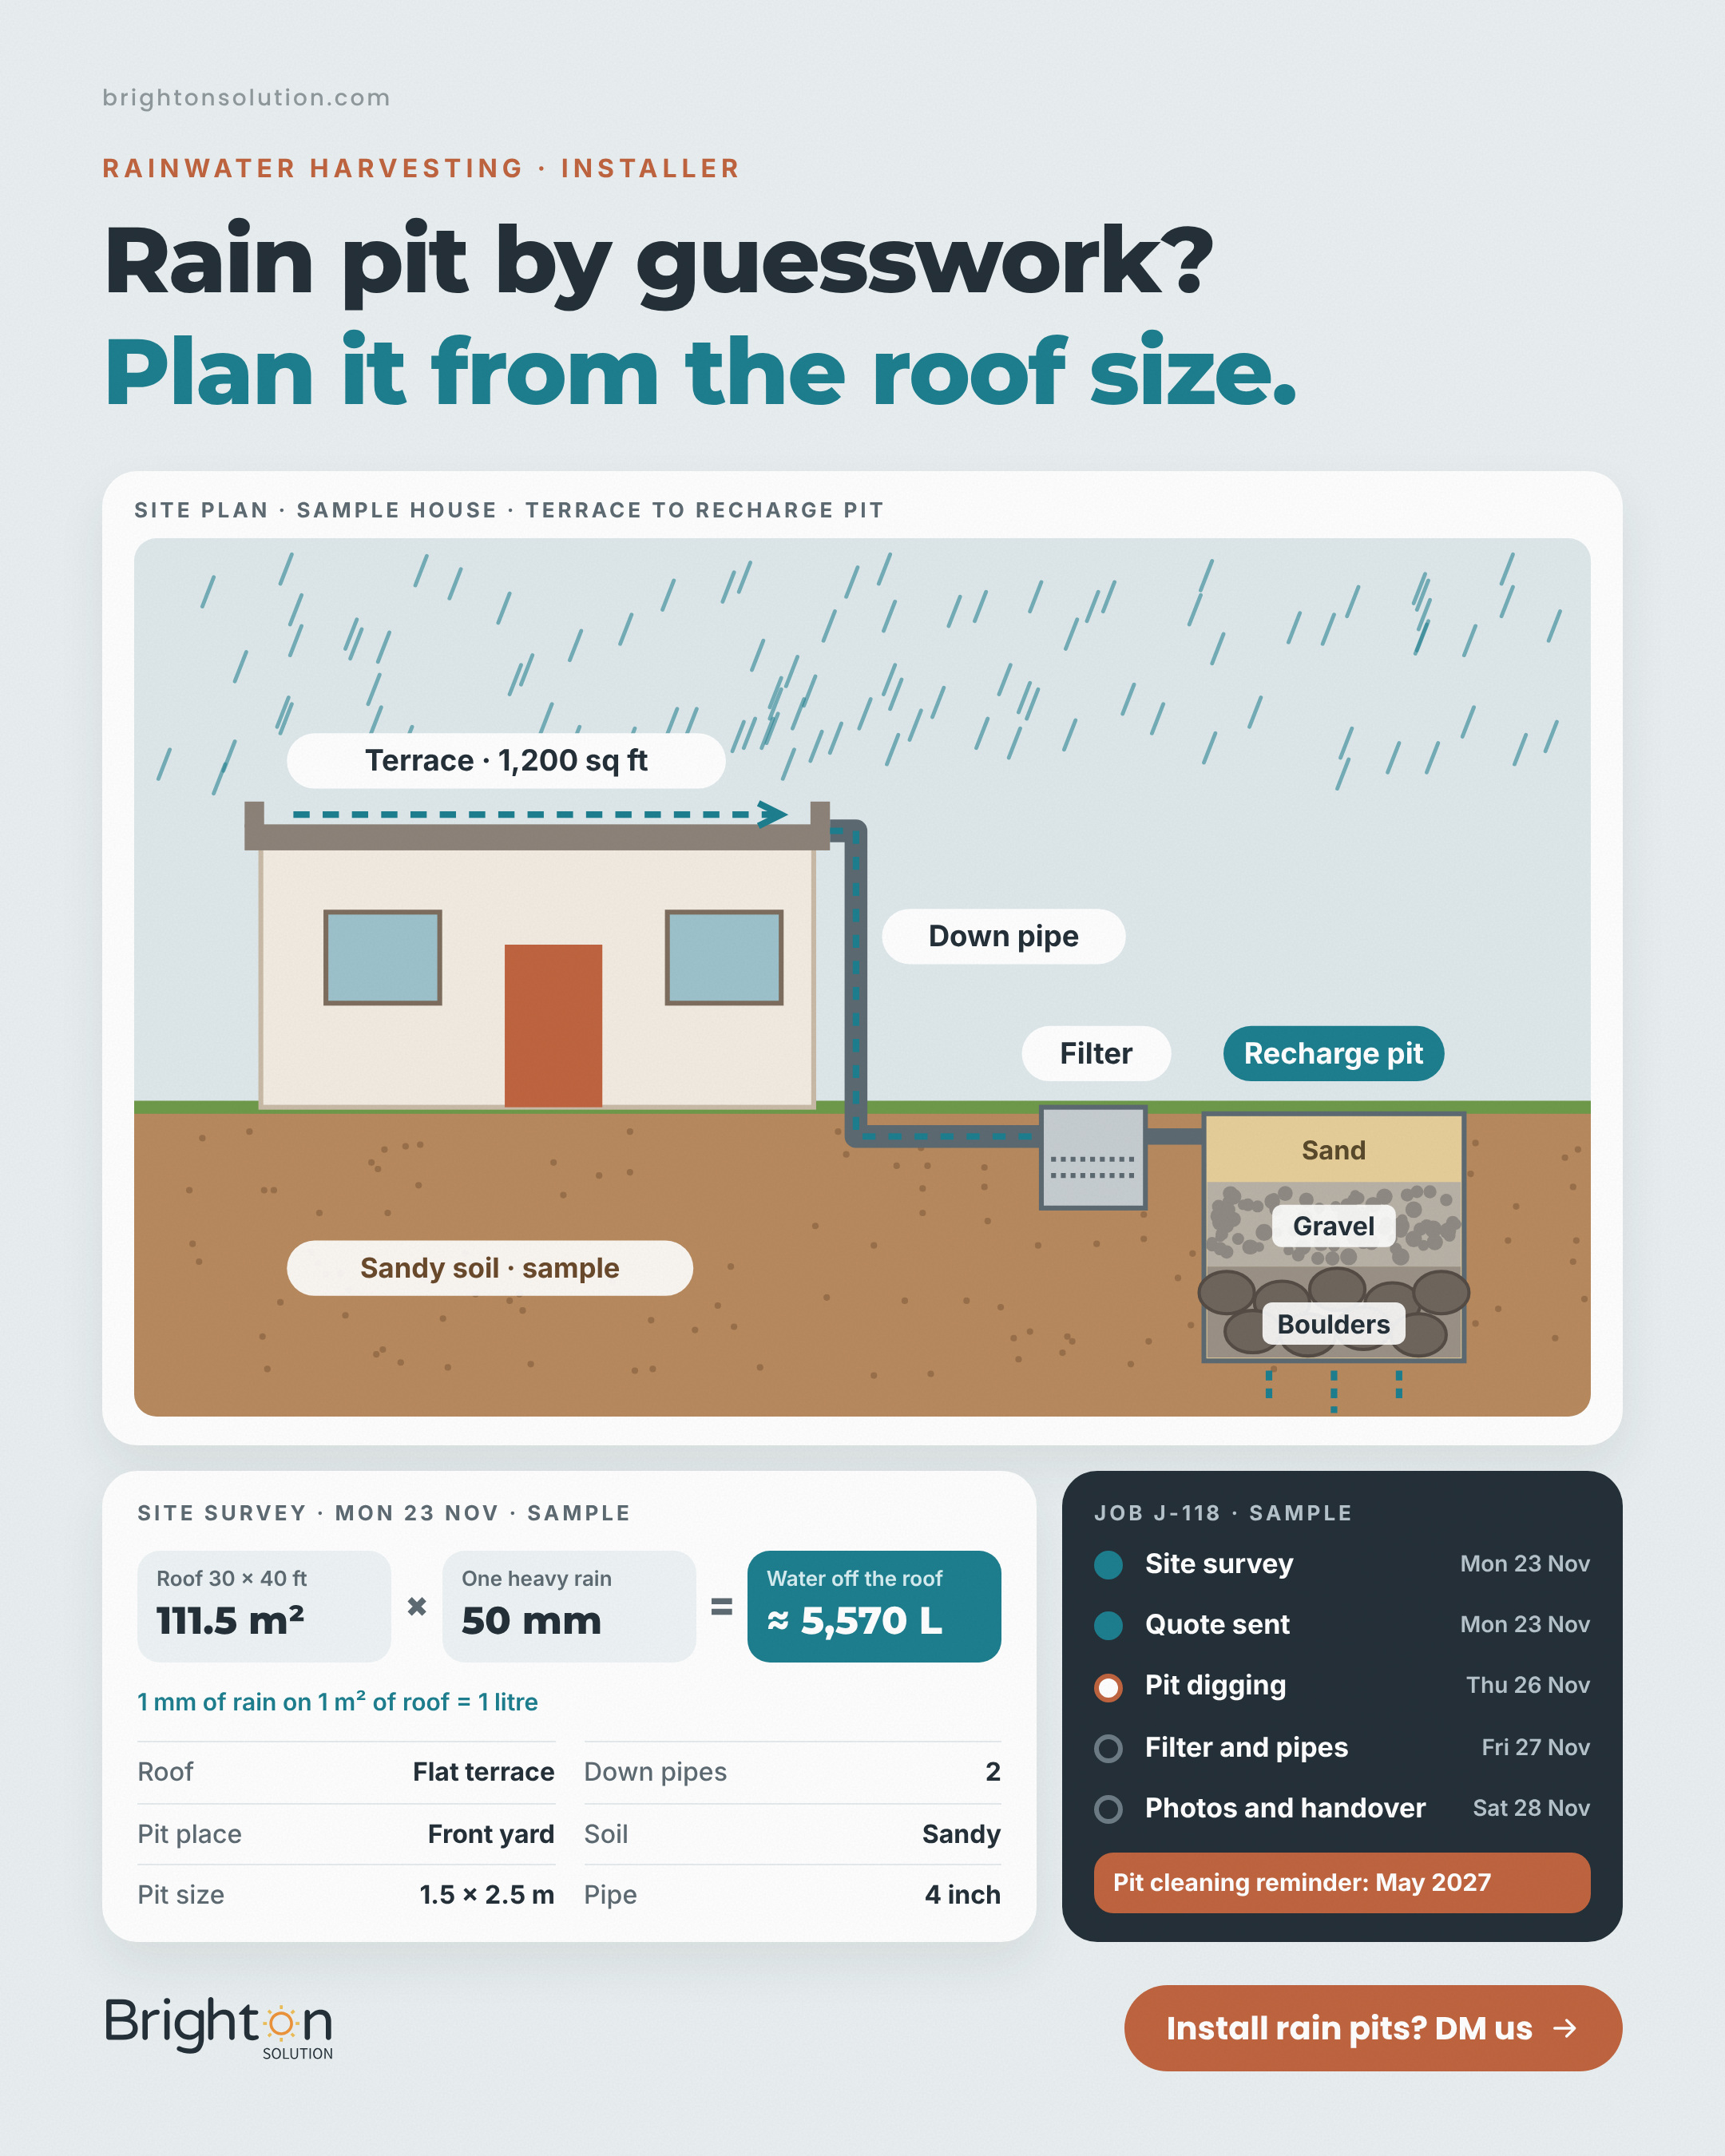 brightonsolution.com
RAINWATER HARVESTING · INSTALLER
Rain pit by guesswork?
Plan it from the roof size.
SITE PLAN · SAMPLE HOUSE · TERRACE TO RECHARGE PIT
Terrace · 1,200 sq ft
Down pipe
Filter
Recharge pit
Sand
Gravel
Sandy soil · sample
Boulders
SITE SURVEY · MON 23 NOV · SAMPLE
Roof 30 × 40 ft
111.5 m²
×
One heavy rain
50 mm
=
Water off the roof
≈ 5,570 L
1 mm of rain on 1 m² of roof = 1 litre
Roof Flat terrace
Down pipes 2
Pit place Front yard
Soil Sandy
Pit size 1.5 × 2.5 m
Pipe 4 inch
JOB J-118 · SAMPLE
Site survey Mon 23 Nov
Quote sent Mon 23 Nov
Pit digging Thu 26 Nov
Filter and pipes Fri 27 Nov
Photos and handover Sat 28 Nov
Pit cleaning reminder: May 2027
Brighton
SOLUTION
Install rain pits? DM us →